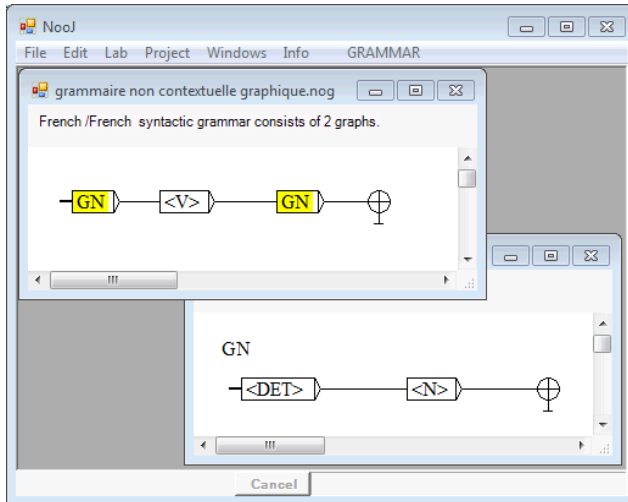 NooJ
File Edit Lab Project Windows Info GRAMMAR
grammaire non contextuelle graphique.nog
French /French syntactic grammar consists of 2 graphs.
GN <V> GN
GN
<DET> <N>
Cancel